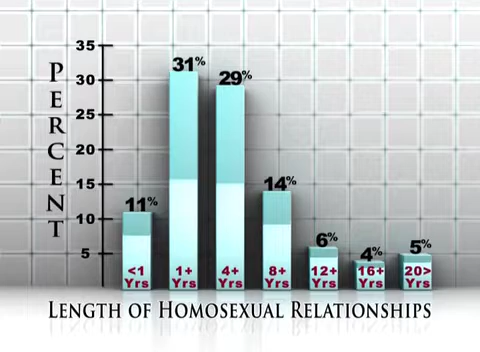 PERCENT
35
30
25
20
15
10
5
11%
31%
29%
14%
6%
4%
5%
<1 Yrs
1+ Yrs
4+ Yrs
8+ Yrs
12+ Yrs
16+ Yrs
20> Yrs
LENGTH OF HOMOSEXUAL RELATIONSHIPS